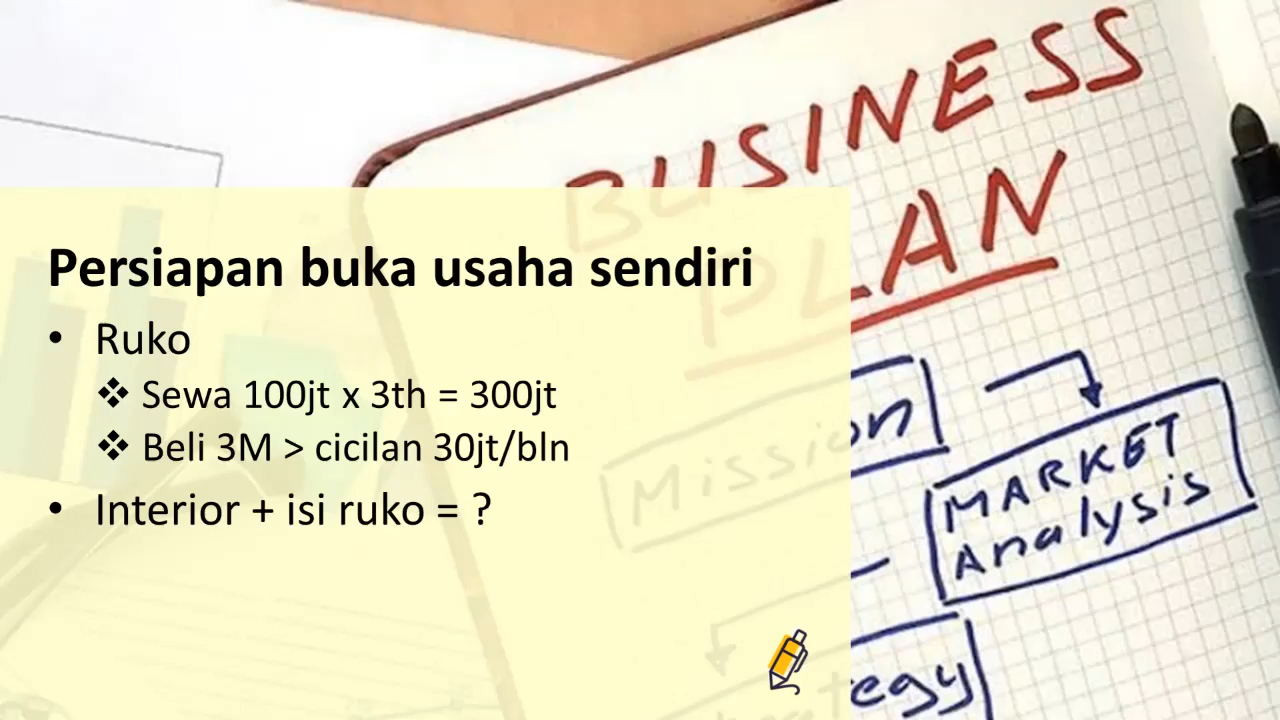 BUSINESS
PLAN
Persiapan buka usaha sendiri
• Ruko
❖ Sewa 100jt x 3th = 300jt
❖ Beli 3M > cicilan 30jt/bln
• Interior + isi ruko = ?
Mission
MARKET
Analysis